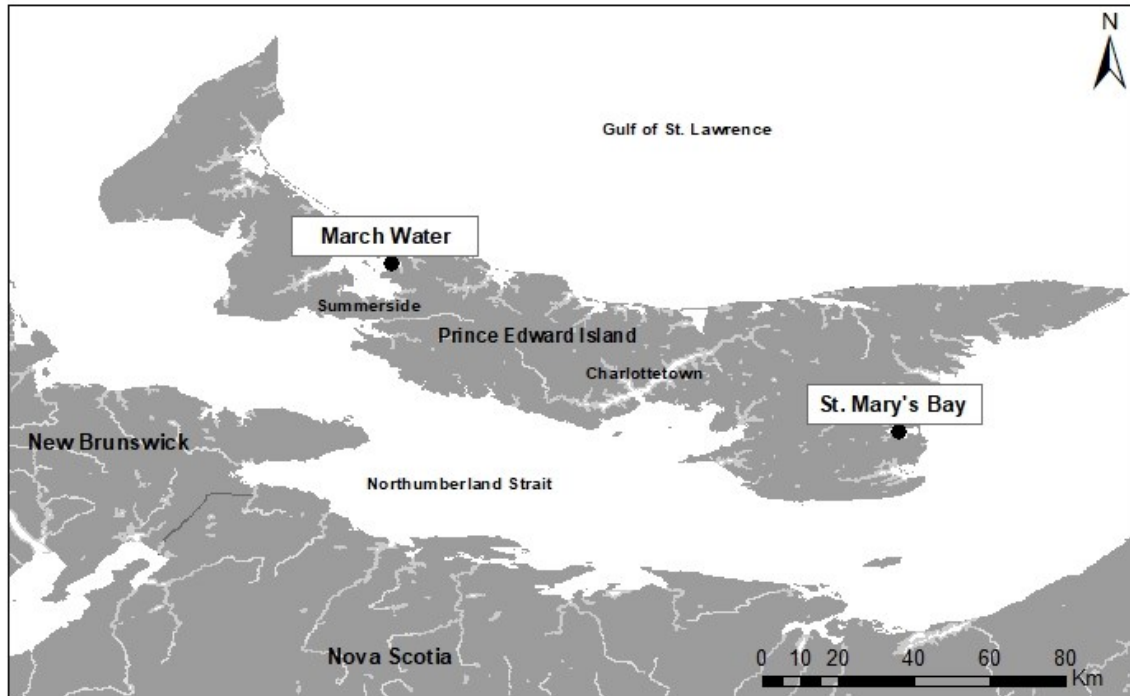 N
Gulf of St. Lawrence
March Water
Summerside
Prince Edward Island
Charlottetown
St. Mary's Bay
New Brunswick
Northumberland Strait
Nova Scotia
0 10 20 40 60 80
Km